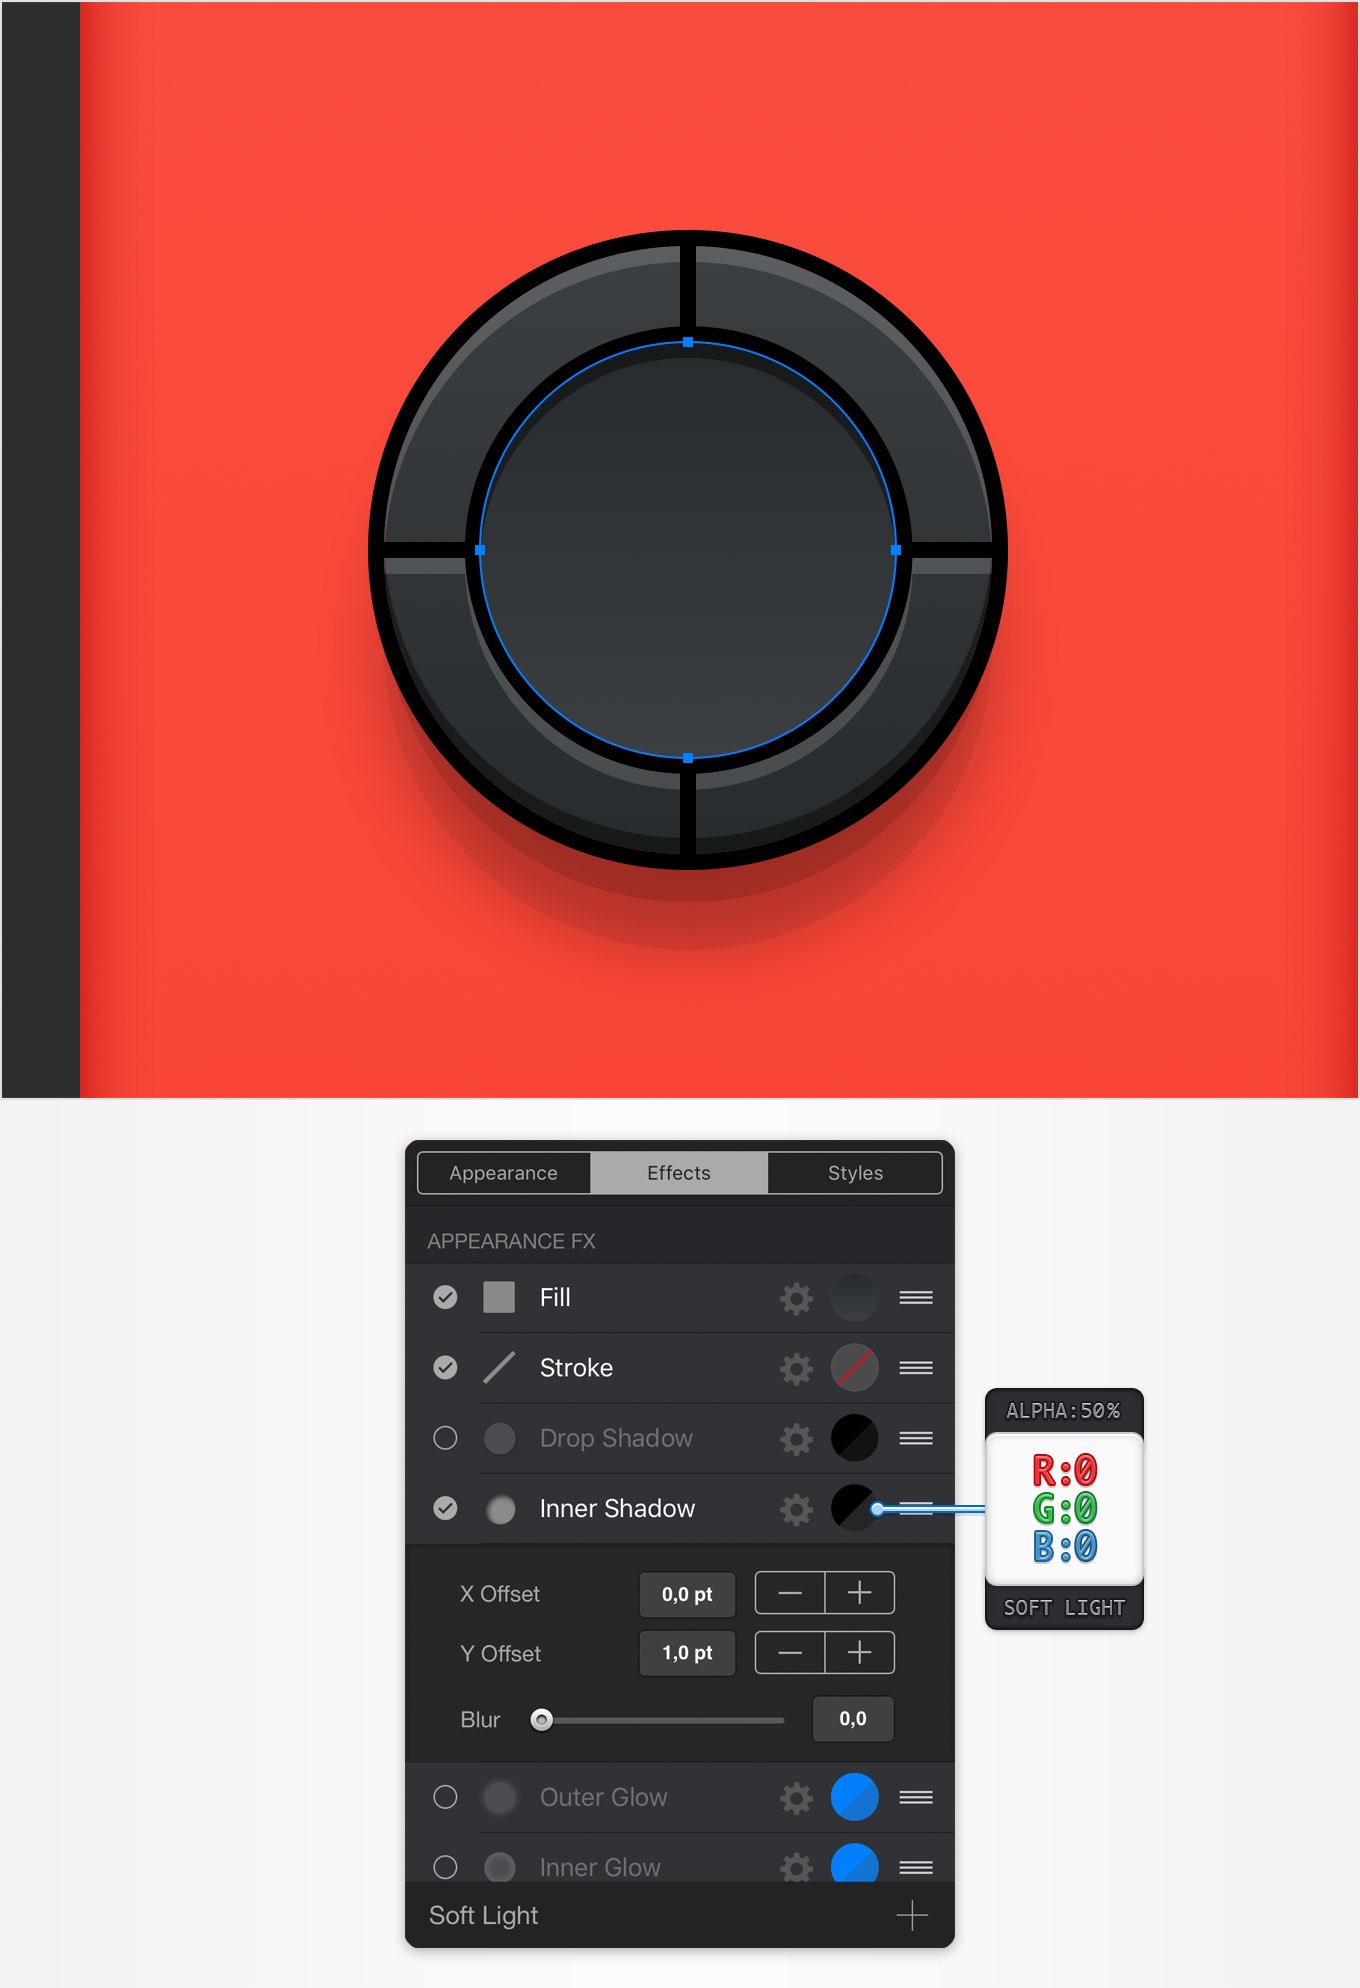 Appearance Effects Styles
APPEARANCE FX
Fill
Stroke
Drop Shadow
Inner Shadow
X Offset 0,0 pt
Y Offset 1,0 pt
Blur 0,0
Outer Glow
Inner Glow
Soft Light
ALPHA:50%
R:0
G:0
B:0
SOFT LIGHT